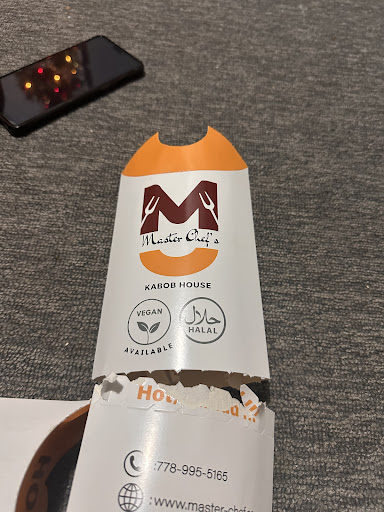 M
Master Chef's
KABOB HOUSE
VEGAN
AVAILABLE
حلال
HALAL
:778-995-5165
:www.master-chef